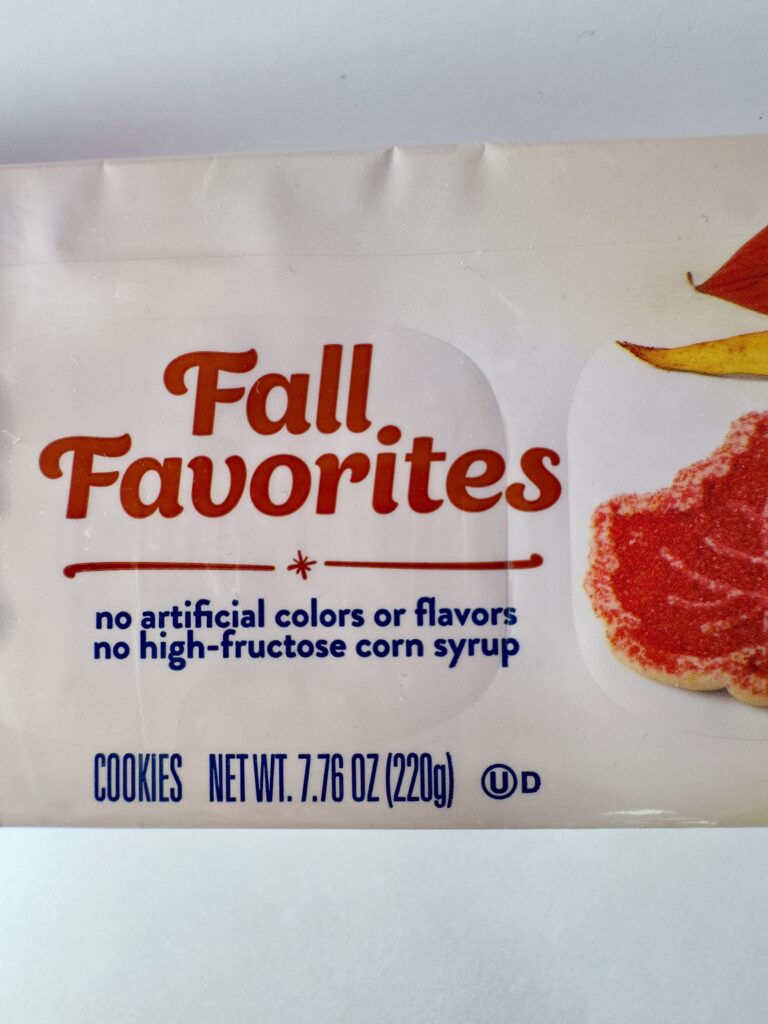 Fall
Favorites
no artificial colors or flavors
no high-fructose corn syrup
COOKIES NET WT. 7.76 OZ (220g) Ⓤ D